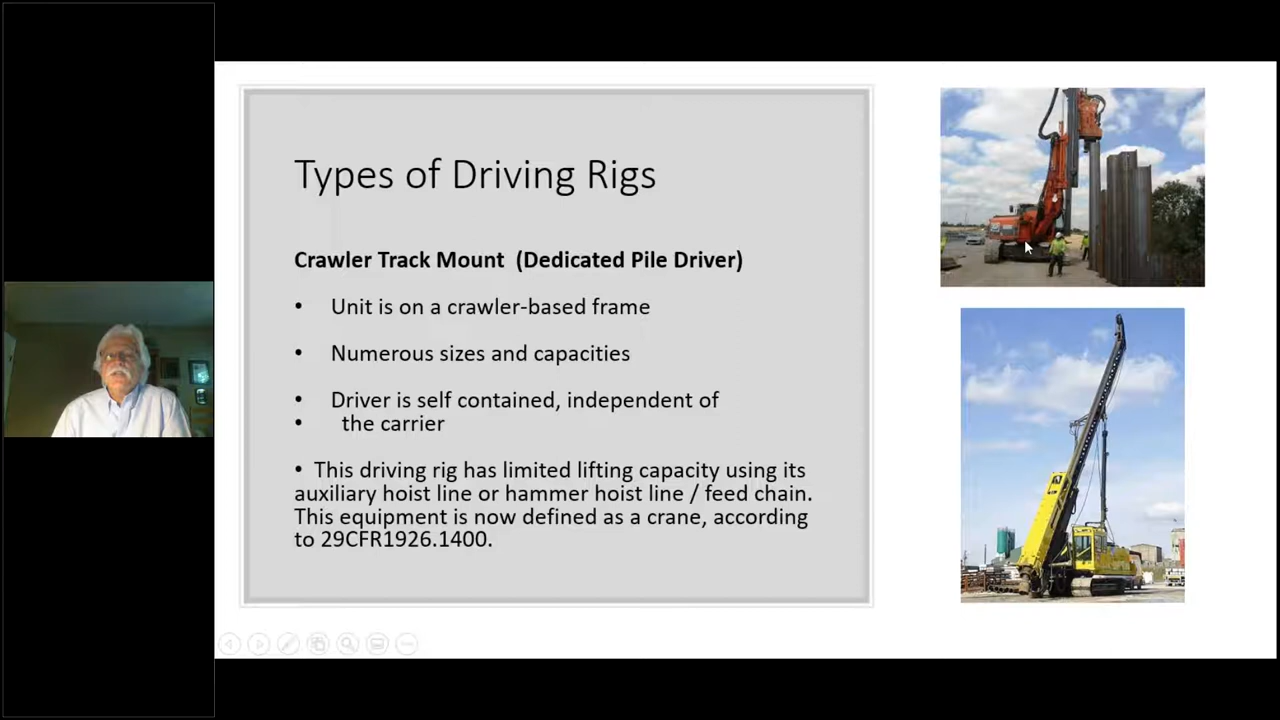 Types of Driving Rigs
Crawler Track Mount (Dedicated Pile Driver)
• Unit is on a crawler-based frame
• Numerous sizes and capacities
• Driver is self contained, independent of
• the carrier
• This driving rig has limited lifting capacity using its
auxiliary hoist line or hammer hoist line / feed chain.
This equipment is now defined as a crane, according
to 29CFR1926.1400.